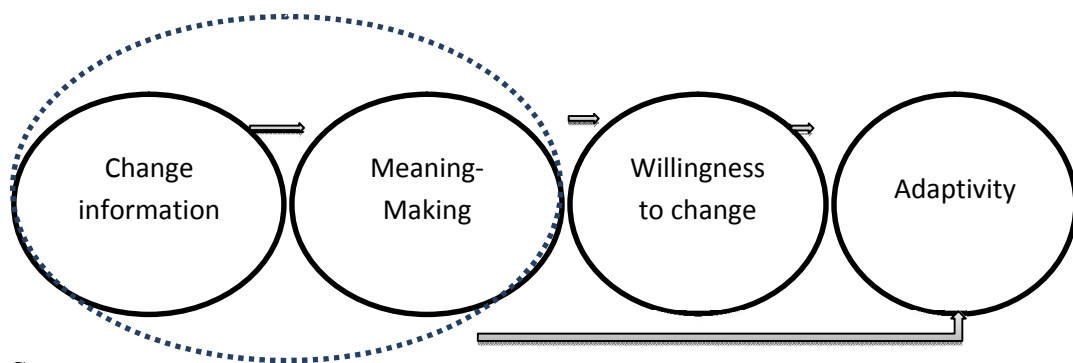 Change
information
Meaning-
Making
Willingness
to change
Adaptivity